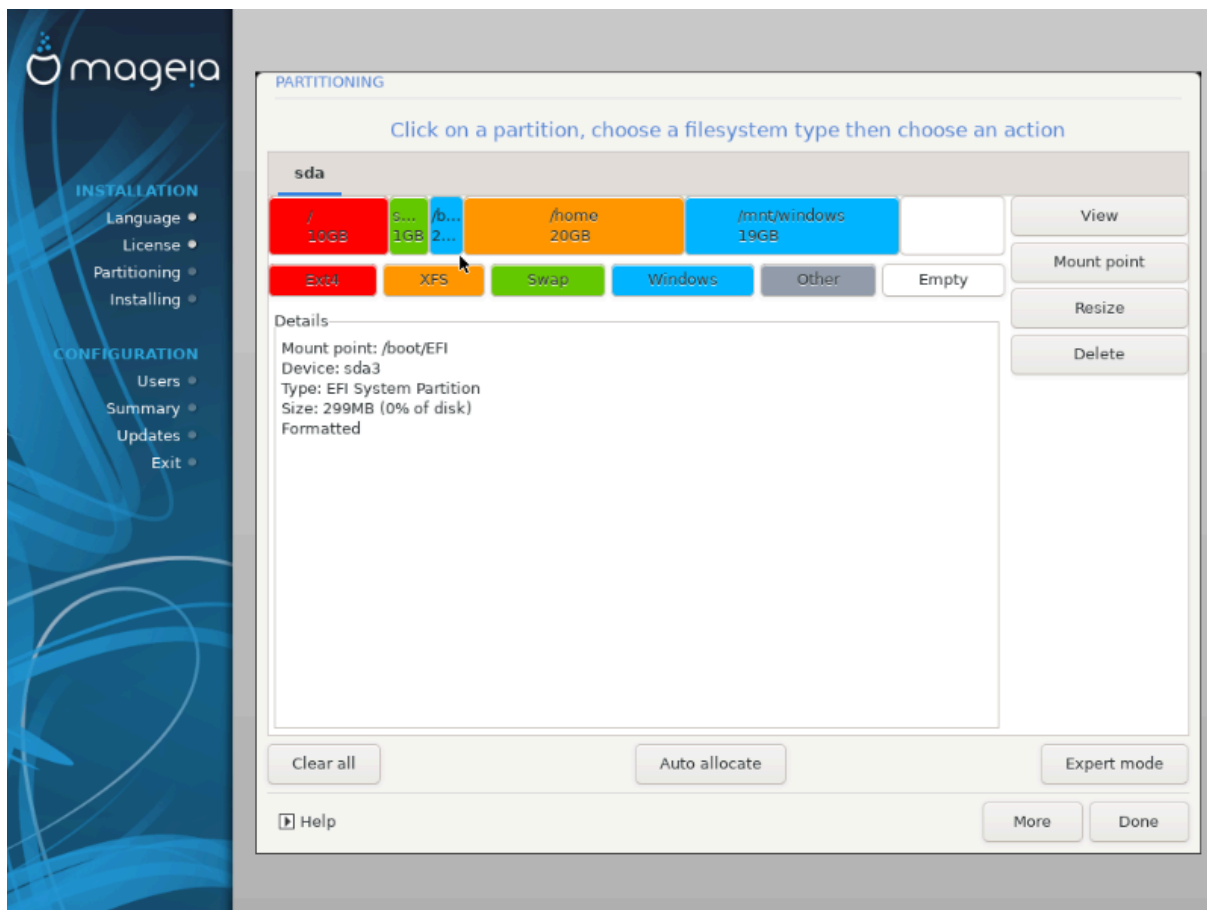 mageia
INSTALLATION
Language
License
Partitioning
Installing
CONFIGURATION
Users
Summary
Updates
Exit
PARTITIONING
Click on a partition, choose a filesystem type then choose an action
sda
/ s... /b... /home /mnt/windows
10GB 1GB 2... 20GB 19GB
Ext4 XFS Swap Windows Other Empty
View
Mount point
Resize
Delete
Details
Mount point: /boot/EFI
Device: sda3
Type: EFI System Partition
Size: 299MB (0% of disk)
Formatted
Clear all Auto allocate Expert mode
Help More Done